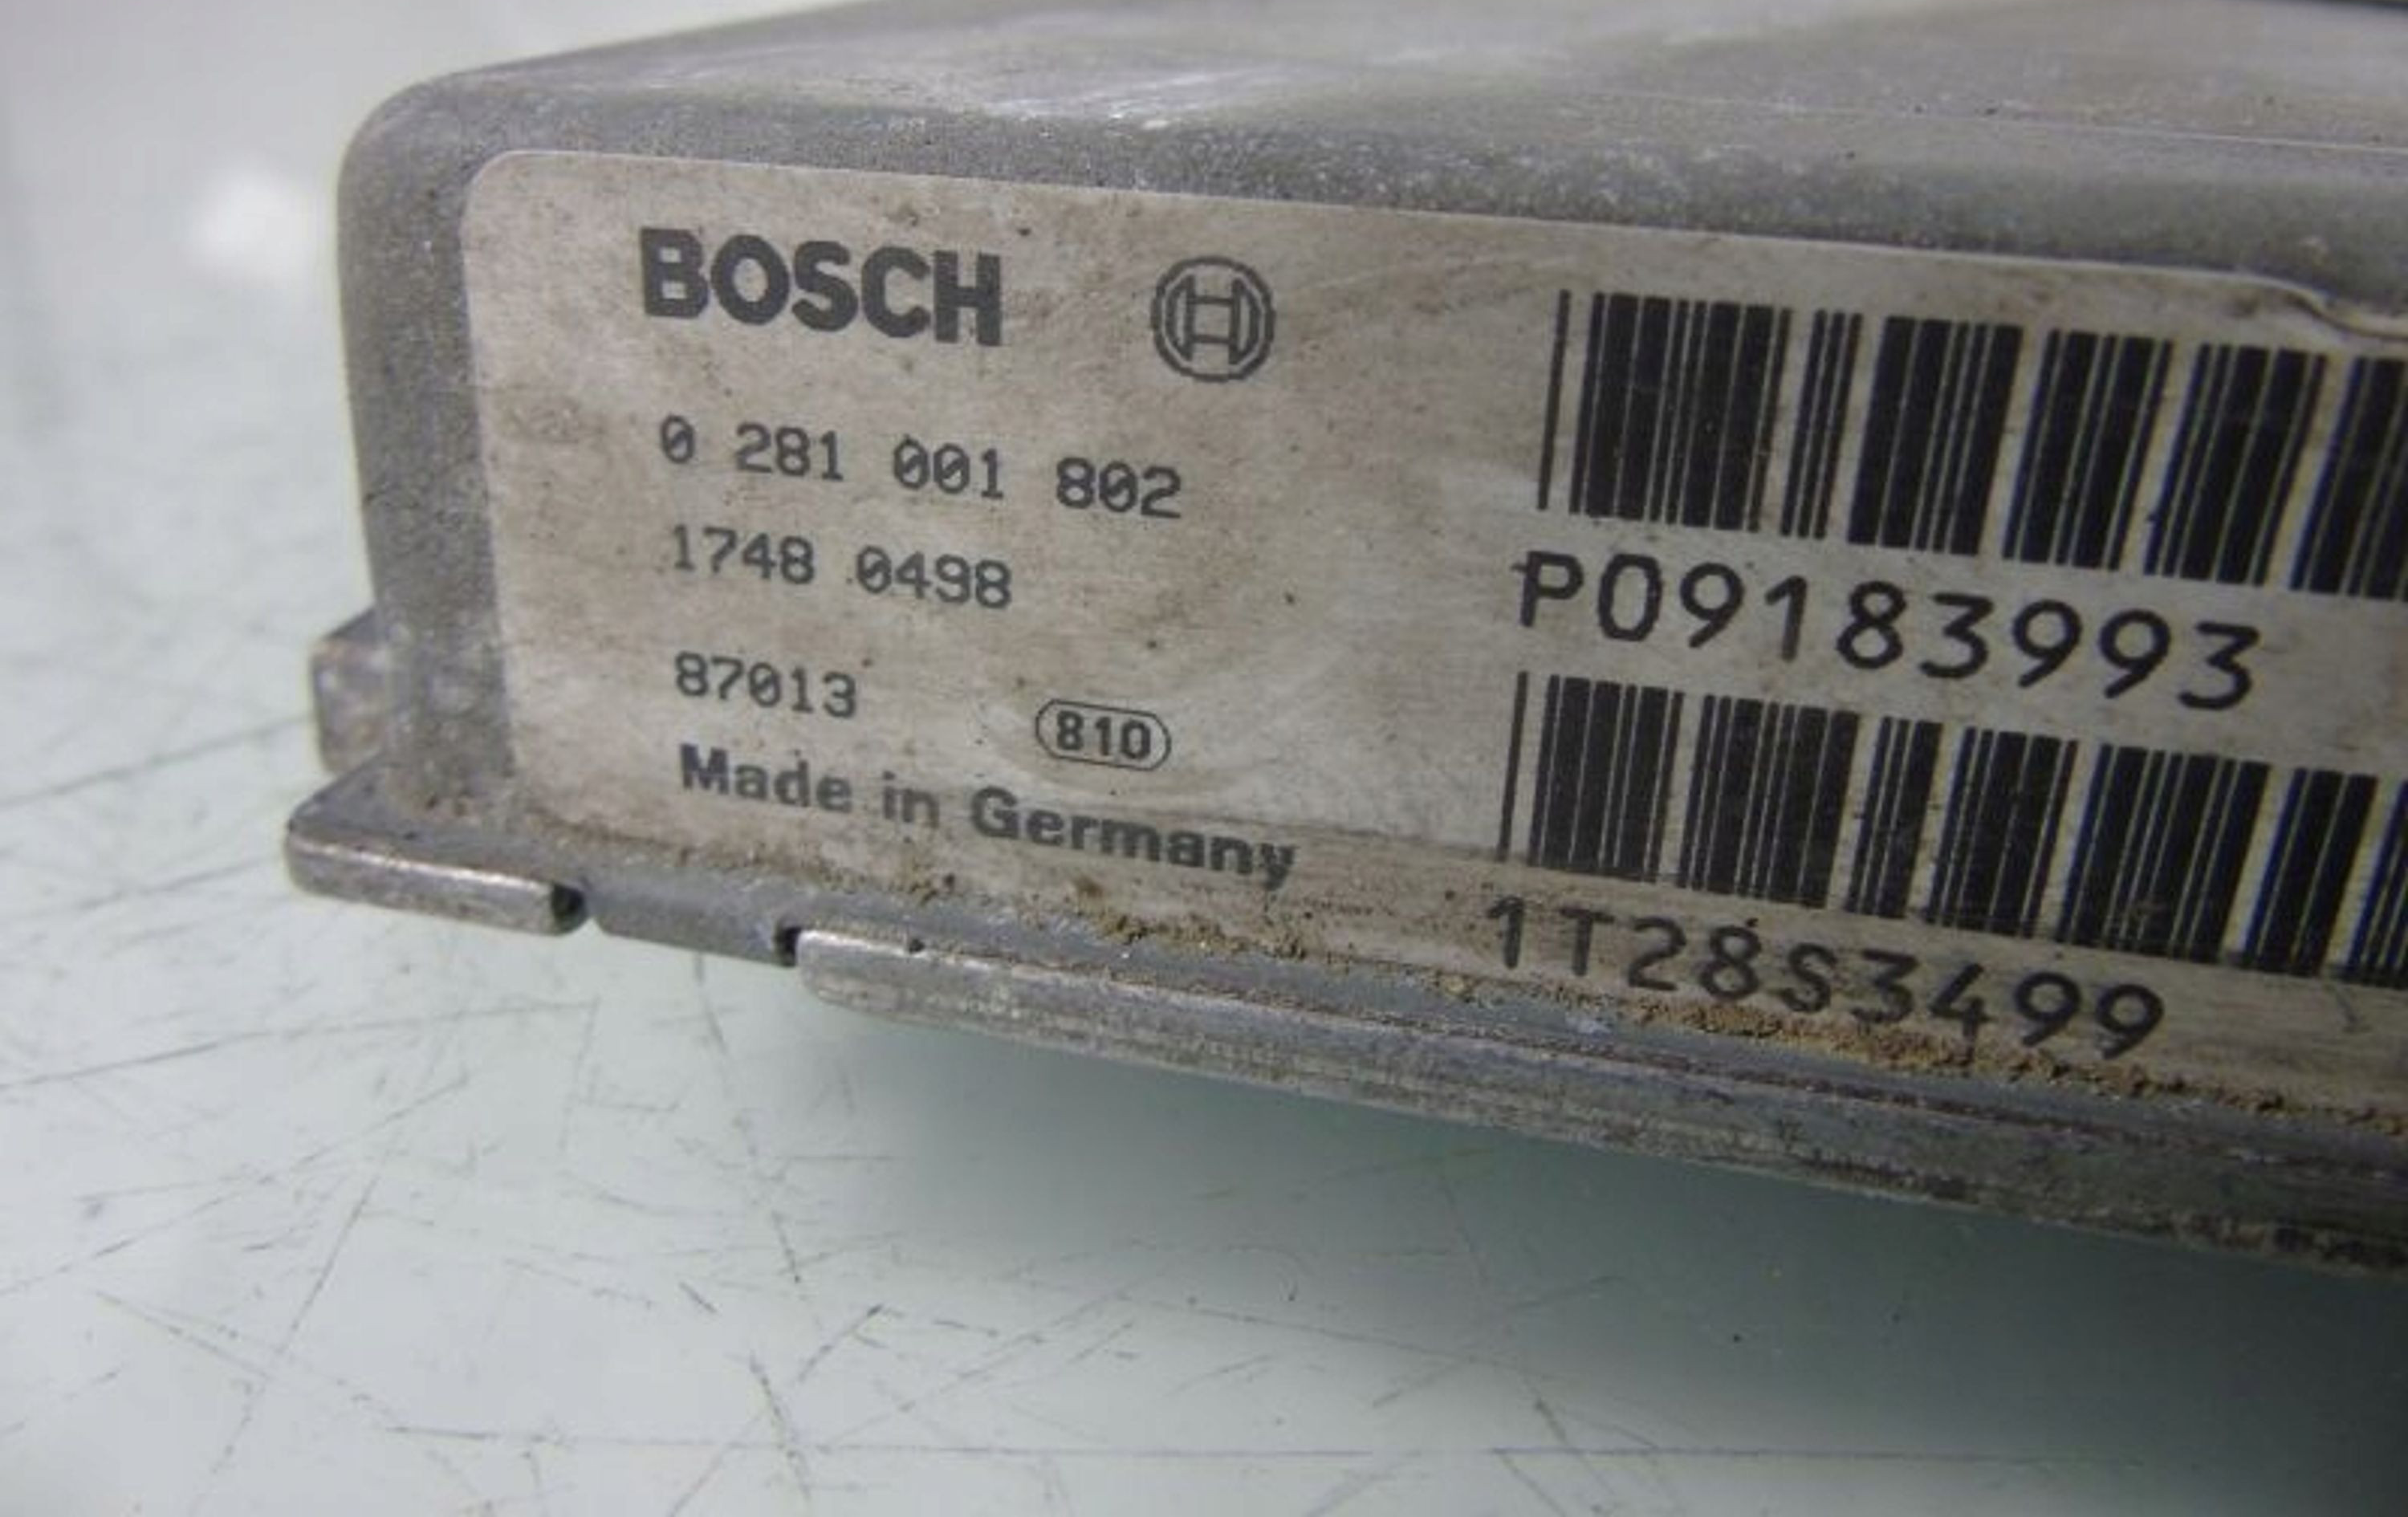 BOSCH
0 281 001 802
1748 0498
87013
810
Made in Germany
P09183993
1T28S3499